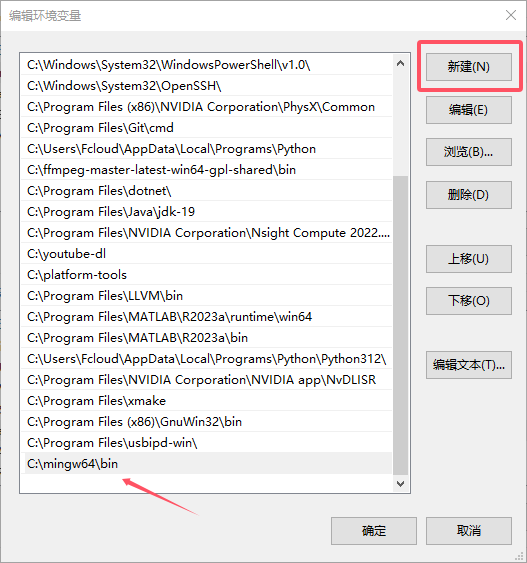 编辑环境变量
C:\Windows\System32\WindowsPowerShell\v1.0\
C:\Windows\System32\OpenSSH\
C:\Program Files (x86)\NVIDIA Corporation\PhysX\Common
C:\Program Files\Git\cmd
C:\Users\Fcloud\AppData\Local\Programs\Python
C:\ffmpeg-master-latest-win64-gpl-shared\bin
C:\Program Files\dotnet\
C:\Program Files\Java\jdk-19
C:\Program Files\NVIDIA Corporation\Nsight Compute 2022....
C:\youtube-dl
C:\platform-tools
C:\Program Files\LLVM\bin
C:\Program Files\MATLAB\R2023a\runtime\win64
C:\Program Files\MATLAB\R2023a\bin
C:\Users\Fcloud\AppData\Local\Programs\Python\Python312\
C:\Program Files\NVIDIA Corporation\NVIDIA app\NvDLISR
C:\Program Files\xmake
C:\Program Files (x86)\GnuWin32\bin
C:\Program Files\usbipd-win\
C:\mingw64\bin
新建(N)
编辑(E)
浏览(B)...
删除(D)
上移(U)
下移(O)
编辑文本(T)...
确定
取消